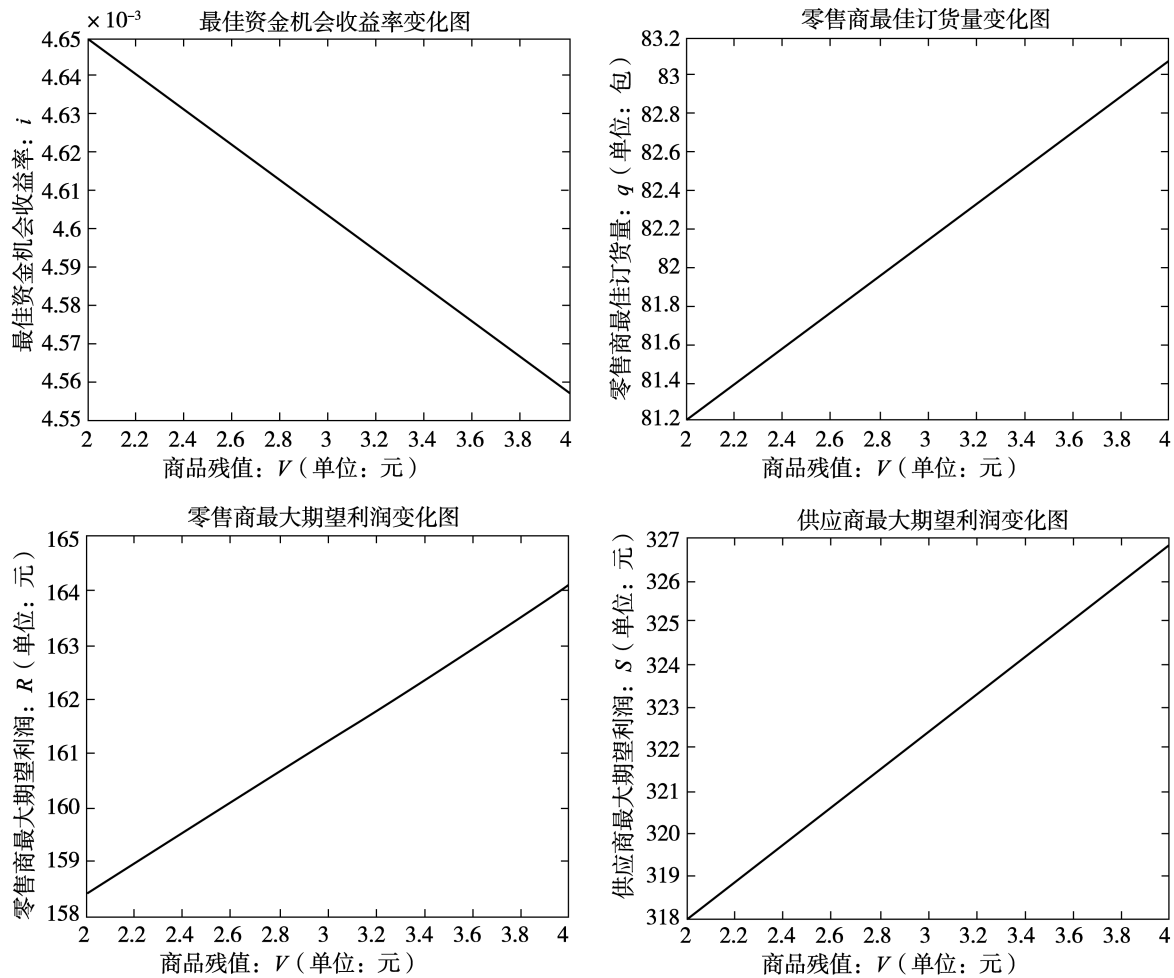 × 10⁻³
最佳资金机会收益率变化图
4.65
4.64
4.63
4.62
4.61
4.6
4.59
4.58
4.57
4.56
4.55
最佳资金机会收益率：i
2 2.2 2.4 2.6 2.8 3 3.2 3.4 3.6 3.8 4
商品残值：V（单位：元）
零售商最佳订货量变化图
83.2
83
82.8
82.6
82.4
82.2
82
81.8
81.6
81.4
81.2
零售商最佳订货量：q（单位：包）
2 2.2 2.4 2.6 2.8 3 3.2 3.4 3.6 3.8 4
商品残值：V（单位：元）
零售商最大期望利润变化图
165
164
163
162
161
160
159
158
零售商最大期望利润：R（单位：元）
2 2.2 2.4 2.6 2.8 3 3.2 3.4 3.6 3.8 4
商品残值：V（单位：元）
供应商最大期望利润变化图
327
326
325
324
323
322
321
320
319
318
供应商最大期望利润：S（单位：元）
2 2.2 2.4 2.6 2.8 3 3.2 3.4 3.6 3.8 4
商品残值：V（单位：元）